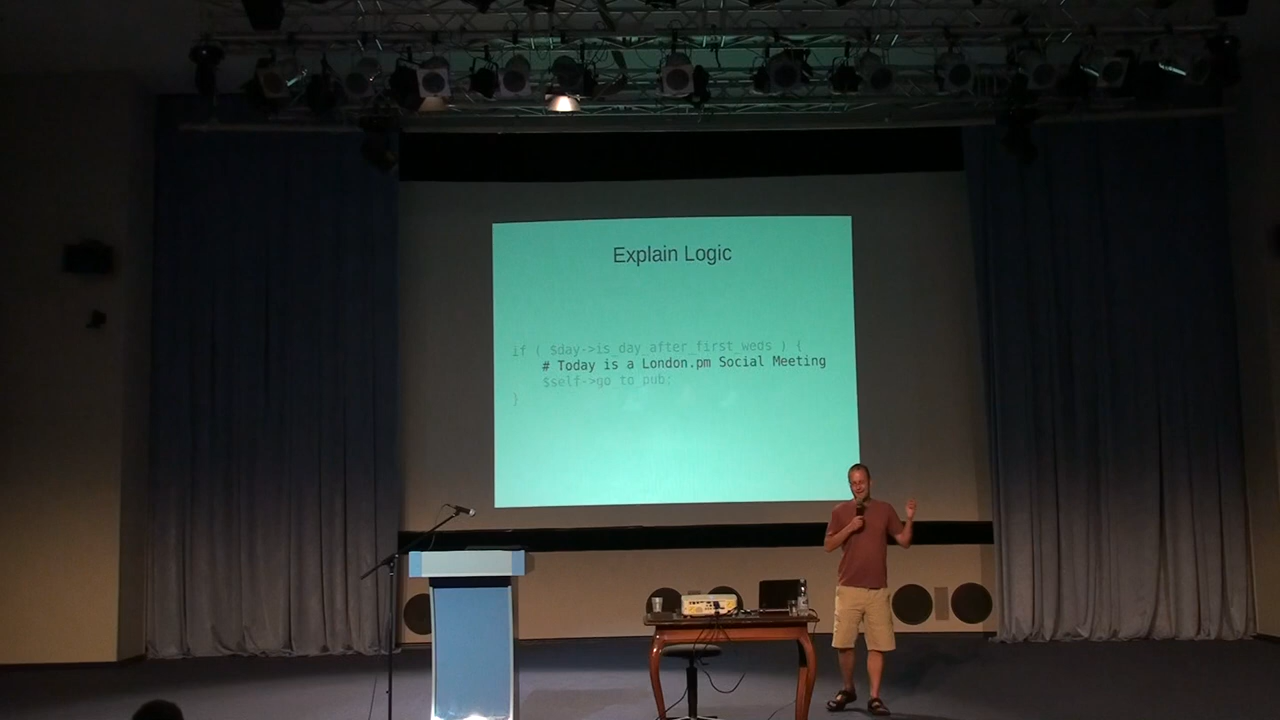 Explain Logic
if ( $day->is_day_after_first_weds ) {
# Today is a London.pm Social Meeting
$self->go_to_pub;
}